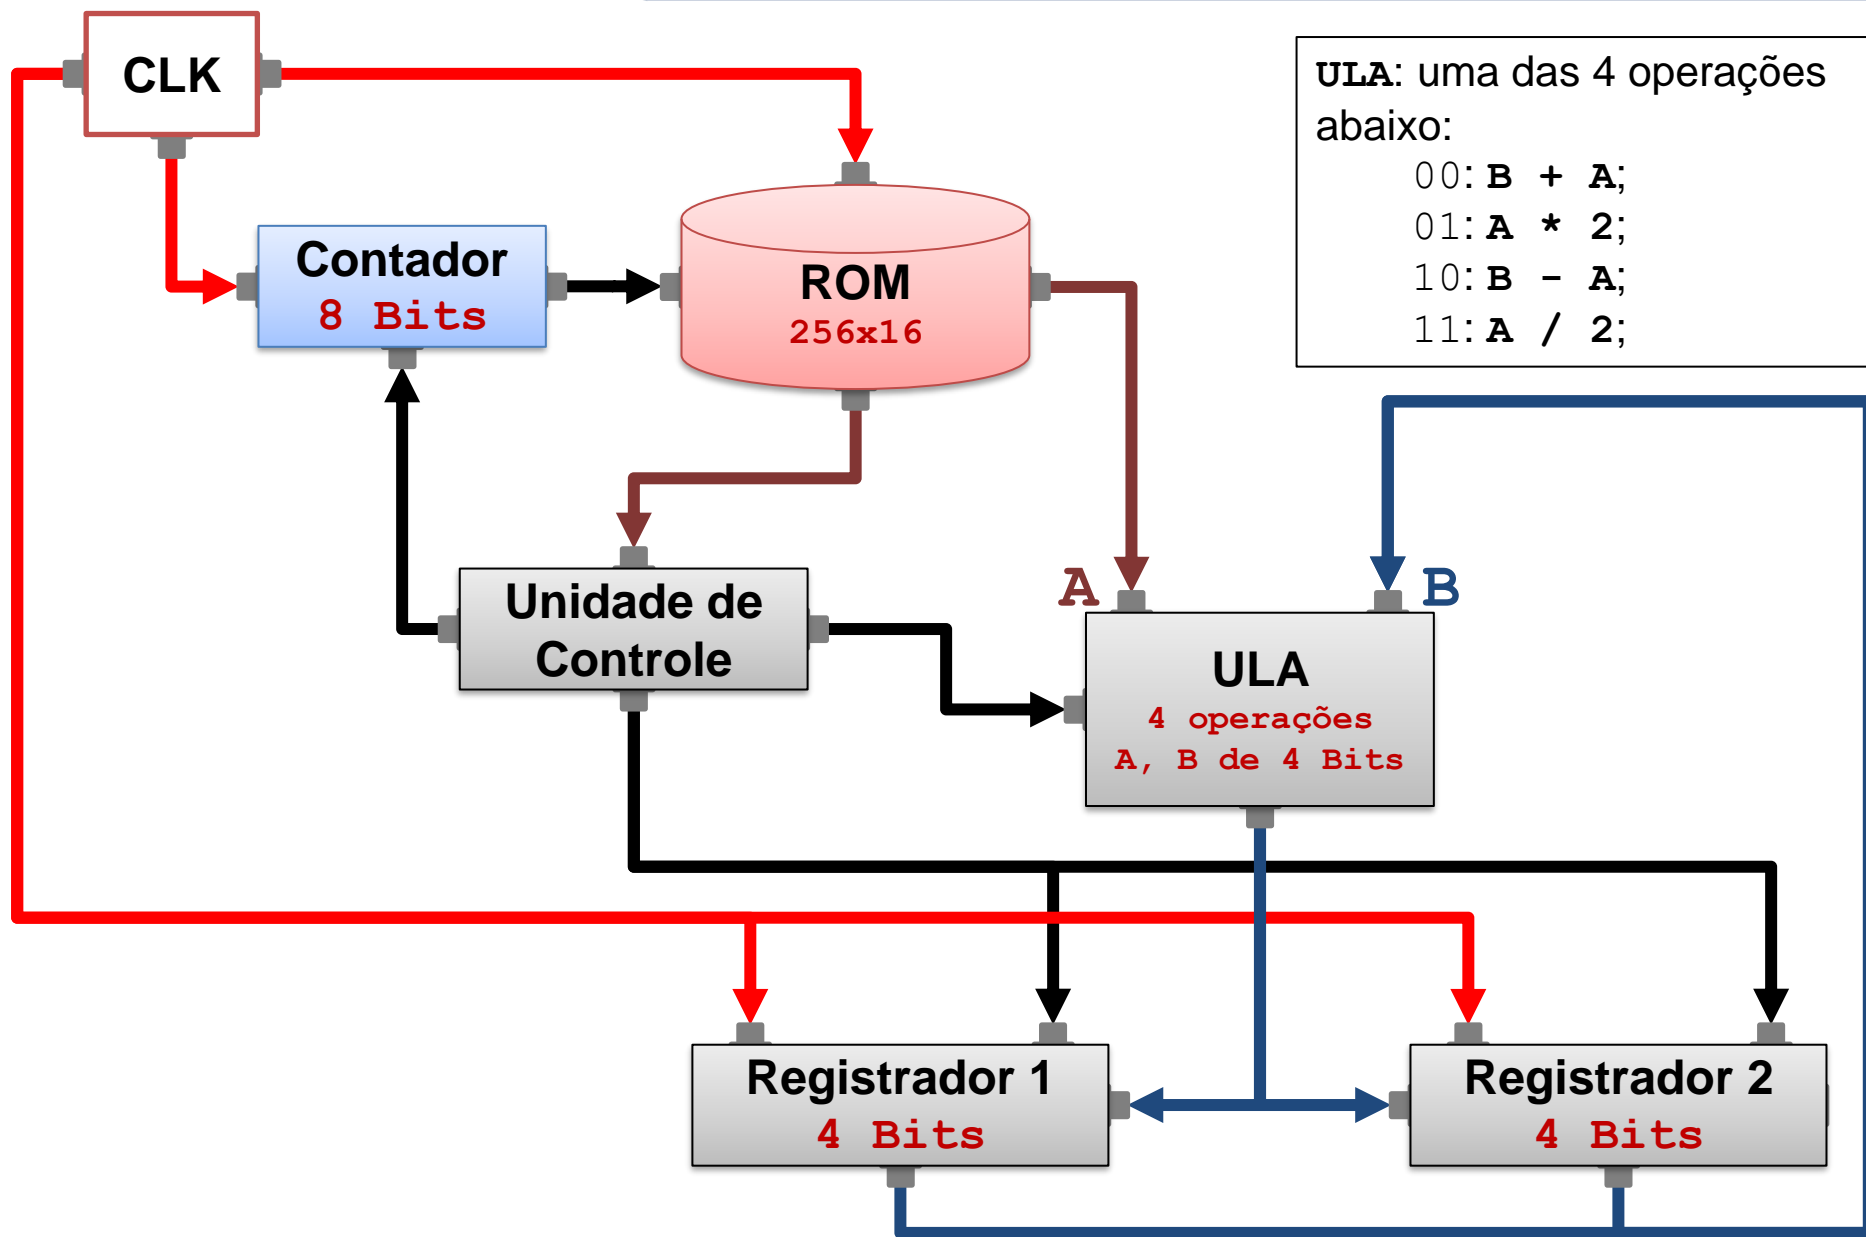 CLK
ULA: uma das 4 operações
abaixo:
00: B + A;
01: A * 2;
10: B - A;
11: A / 2;
Contador
8 Bits
ROM
256x16
A
B
Unidade de
Controle
ULA
4 operações
A, B de 4 Bits
Registrador 1
4 Bits
Registrador 2
4 Bits